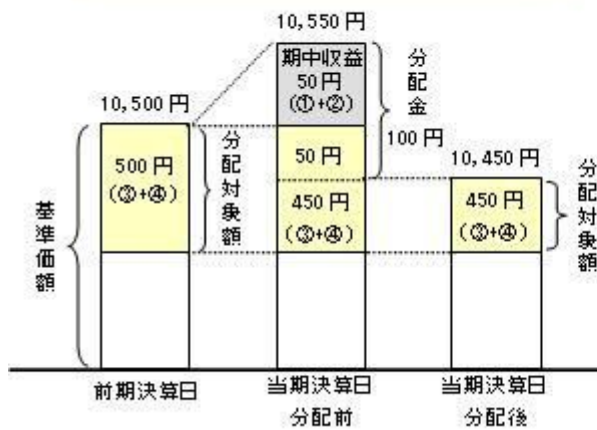 10,550円
期中収益
50円
(①+②)
分配金
10,500円
100円
10,450円
500円
(③+④)
分配対象額
50円
450円
(③+④)
450円
(③+④)
分配対象額
基準価額
前期決算日
当期決算日
分配前
当期決算日
分配後